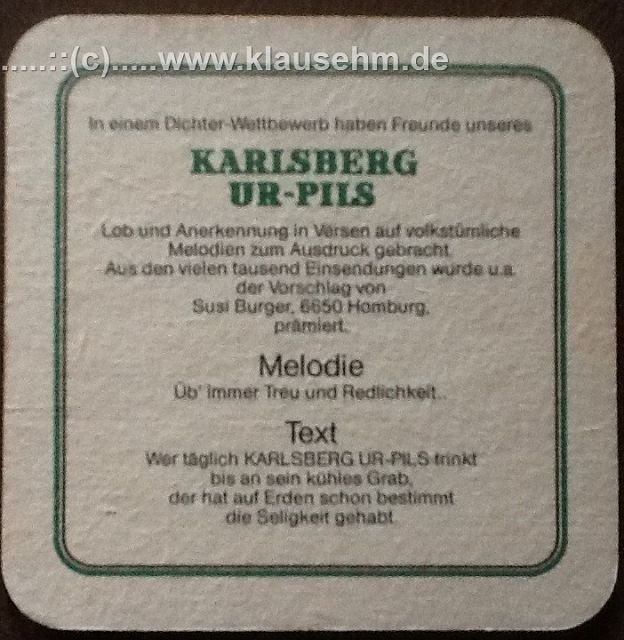 .....::(c).....www.klausehm.de
In einem Dichter-Wettbewerb haben Freunde unseres
KARLSBERG
UR-PILS
Lob und Anerkennung in Versen auf volkstümliche
Melodien zum Ausdruck gebracht.
Aus den vielen tausend Einsendungen wurde u.a.
der Vorschlag von
Susi Burger, 6650 Homburg,
prämiert.
Melodie
Üb' immer Treu und Redlichkeit..
Text
Wer täglich KARLSBERG UR-PILS trinkt
bis an sein kühles Grab,
der hat auf Erden schon bestimmt
die Seligkeit gehabt.